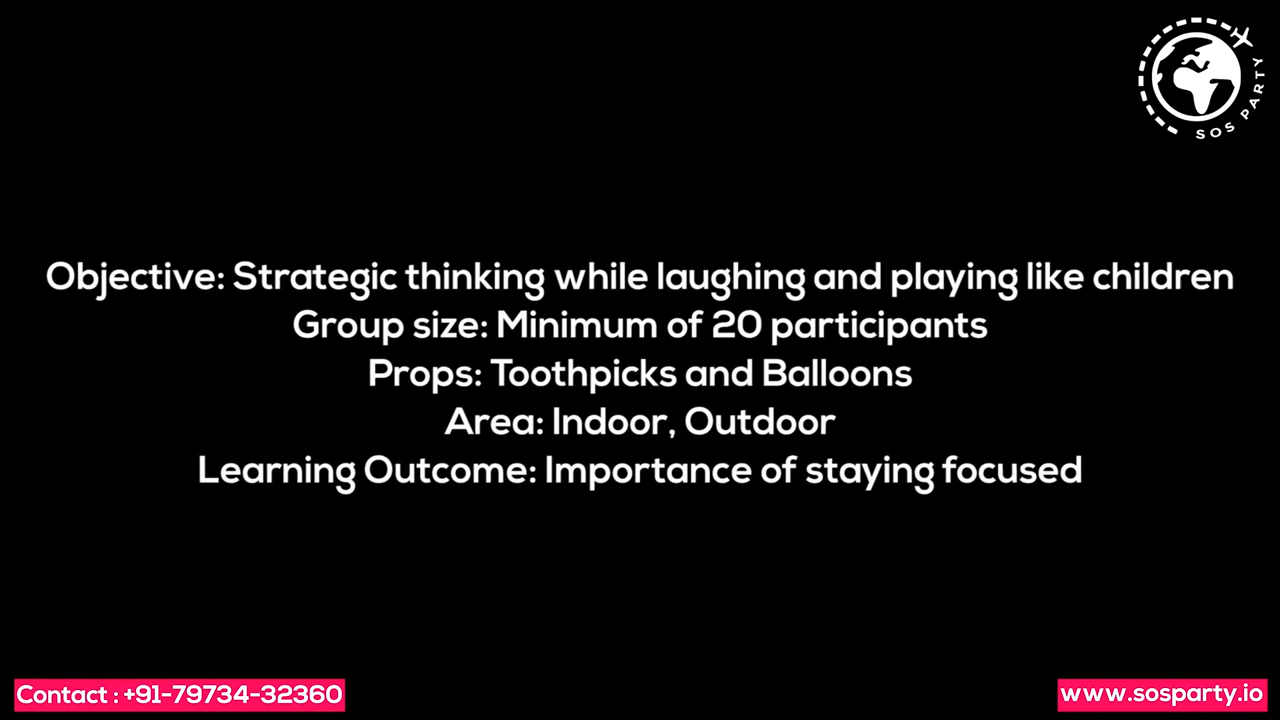 SOS PARTY
Objective: Strategic thinking while laughing and playing like children
Group size: Minimum of 20 participants
Props: Toothpicks and Balloons
Area: Indoor, Outdoor
Learning Outcome: Importance of staying focused
Contact : +91-79734-32360
www.sosparty.io